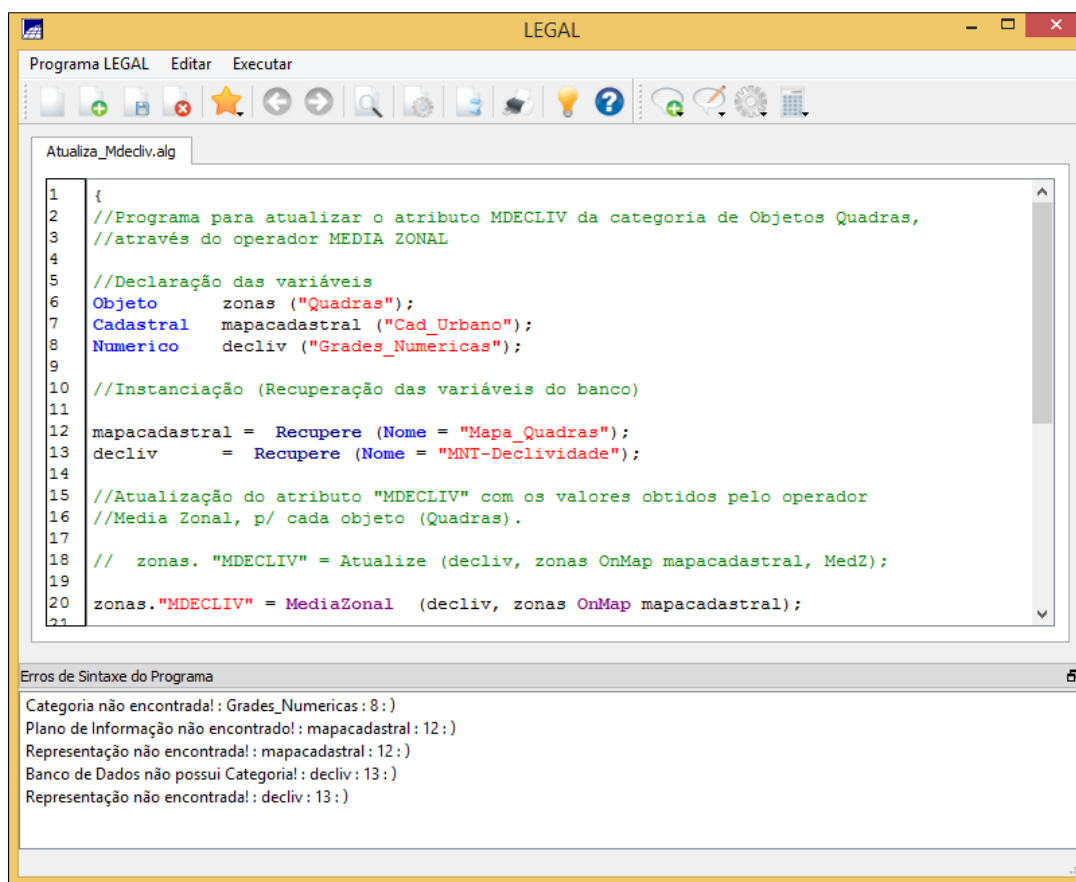 LEGAL
Programa LEGAL Editar Executar
Atualiza_Mdecliv.alg
1 {
2 //Programa para atualizar o atributo MDECLIV da categoria de Objetos Quadras,
3 //através do operador MEDIA ZONAL
4
5 //Declaração das variáveis
6 Objeto zonas ("Quadras");
7 Cadastral mapacadastral ("Cad_Urbano");
8 Numerico decliv ("Grades_Numericas");
9
10 //Instanciação (Recuperação das variáveis do banco)
11
12 mapacadastral = Recupere (Nome = "Mapa_Quadras");
13 decliv = Recupere (Nome = "MNT-Declividade");
14
15 //Atualização do atributo "MDECLIV" com os valores obtidos pelo operador
16 //Media Zonal, p/ cada objeto (Quadras).
17
18 // zonas. "MDECLIV" = Atualize (decliv, zonas OnMap mapacadastral, MedZ);
19
20 zonas."MDECLIV" = MediaZonal (decliv, zonas OnMap mapacadastral);
21
Erros de Sintaxe do Programa
Categoria não encontrada! : Grades_Numericas : 8 : )
Plano de Informação não encontrado! : mapacadastral : 12 : )
Representação não encontrada! : mapacadastral : 12 : )
Banco de Dados não possui Categoria! : decliv : 13 : )
Representação não encontrada! : decliv : 13 : )